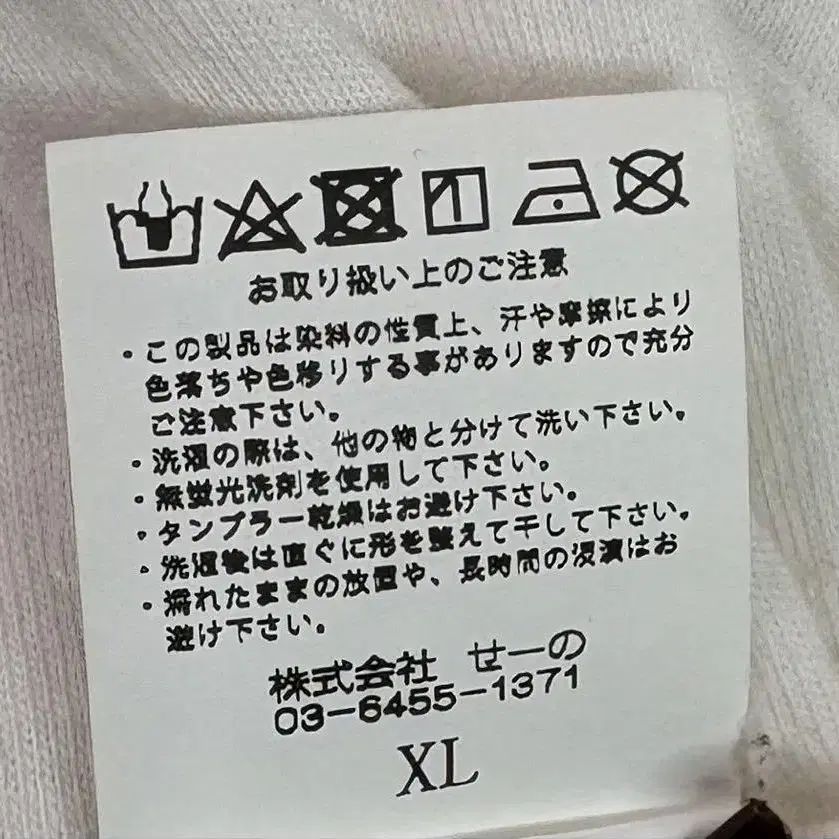 お取り扱い上のご注意
・この製品は染料の性質上、汗や摩擦により
色落ちや色移りする事がありますので充分
ご注意下さい。
・洗濯の際は、他の物と分けて洗い下さい。
・無蛍光洗剤を使用して下さい。
・タンブラー乾燥はお避け下さい。
・洗濯後は直ぐに形を整えて干して下さい。
・濡れたままの放置や、長時間の浸漬はお
避け下さい。
株式会社 せーの
03-6455-1371
XL